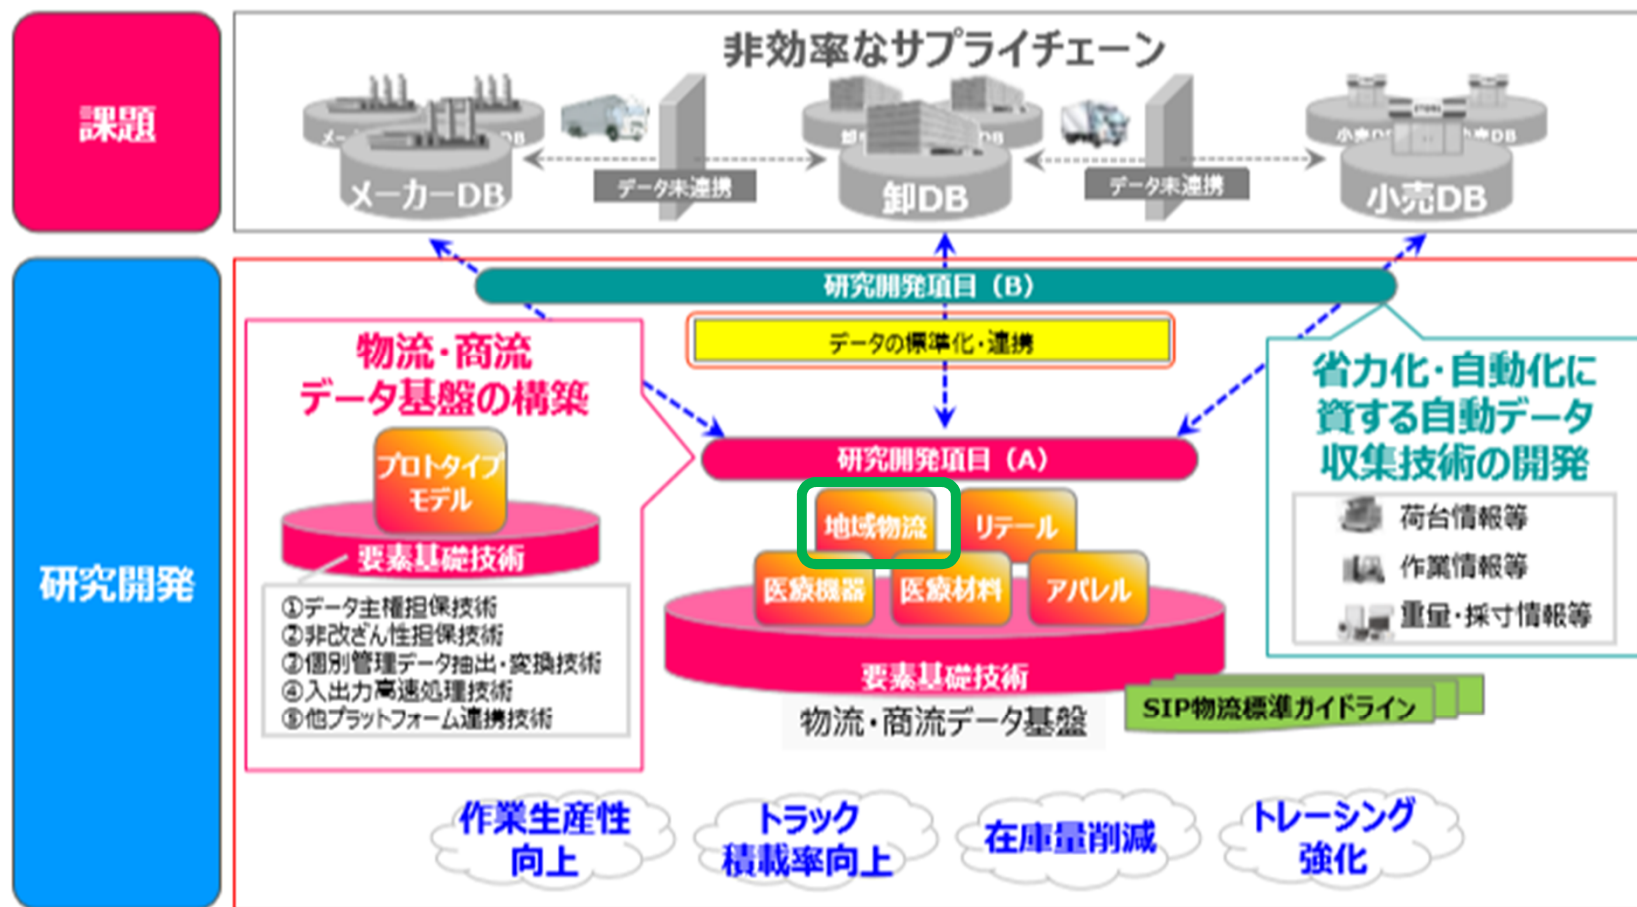 課題
非効率なサプライチェーン
メーカーDB
データ未連携
卸DB
データ未連携
小売DB
小売DB
小売DB
研究開発
研究開発項目（B）
データの標準化・連携
物流・商流
データ基盤の構築
プロトタイプ
モデル
要素基礎技術
①データ主権担保技術
②非改ざん性担保技術
③個別管理データ抽出・変換技術
④入出力高速処理技術
⑤他プラットフォーム連携技術
研究開発項目（A）
地域物流
リテール
医療機器
医療材料
アパレル
要素基礎技術
物流・商流データ基盤
SIP物流標準ガイドライン
省力化・自動化に
資する自動データ
収集技術の開発
荷台情報等
作業情報等
重量・採寸情報等
作業生産性
向上
トラック
積載率向上
在庫量削減
トレーシング
強化